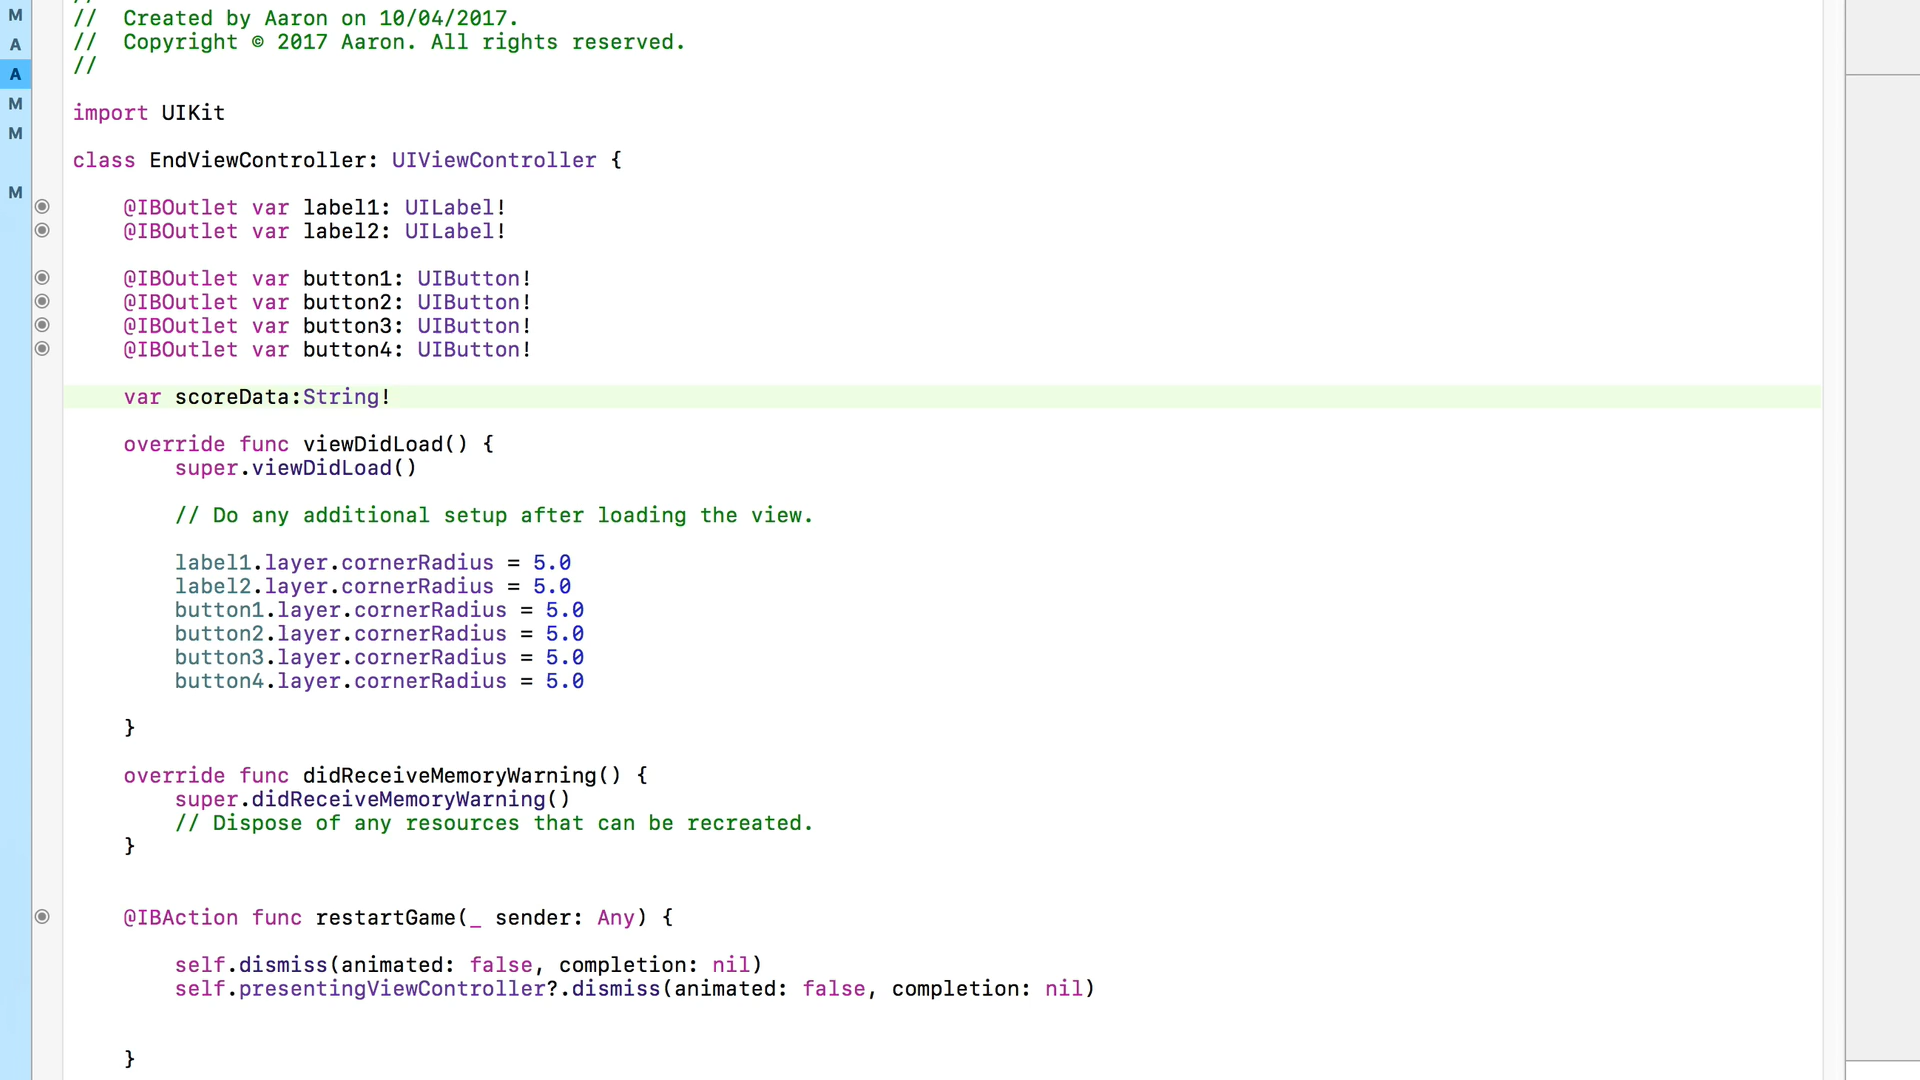 M
A
A
M
M
M
//
// Created by Aaron on 10/04/2017.
// Copyright © 2017 Aaron. All rights reserved.
//
import UIKit
class EndViewController: UIViewController {
@IBOutlet var label1: UILabel!
@IBOutlet var label2: UILabel!
@IBOutlet var button1: UIButton!
@IBOutlet var button2: UIButton!
@IBOutlet var button3: UIButton!
@IBOutlet var button4: UIButton!
var scoreData:String!
override func viewDidLoad() {
super.viewDidLoad()
// Do any additional setup after loading the view.
label1.layer.cornerRadius = 5.0
label2.layer.cornerRadius = 5.0
button1.layer.cornerRadius = 5.0
button2.layer.cornerRadius = 5.0
button3.layer.cornerRadius = 5.0
button4.layer.cornerRadius = 5.0
}
override func didReceiveMemoryWarning() {
super.didReceiveMemoryWarning()
// Dispose of any resources that can be recreated.
}
@IBAction func restartGame(_ sender: Any) {
self.dismiss(animated: false, completion: nil)
self.presentingViewController?.dismiss(animated: false, completion: nil)
}